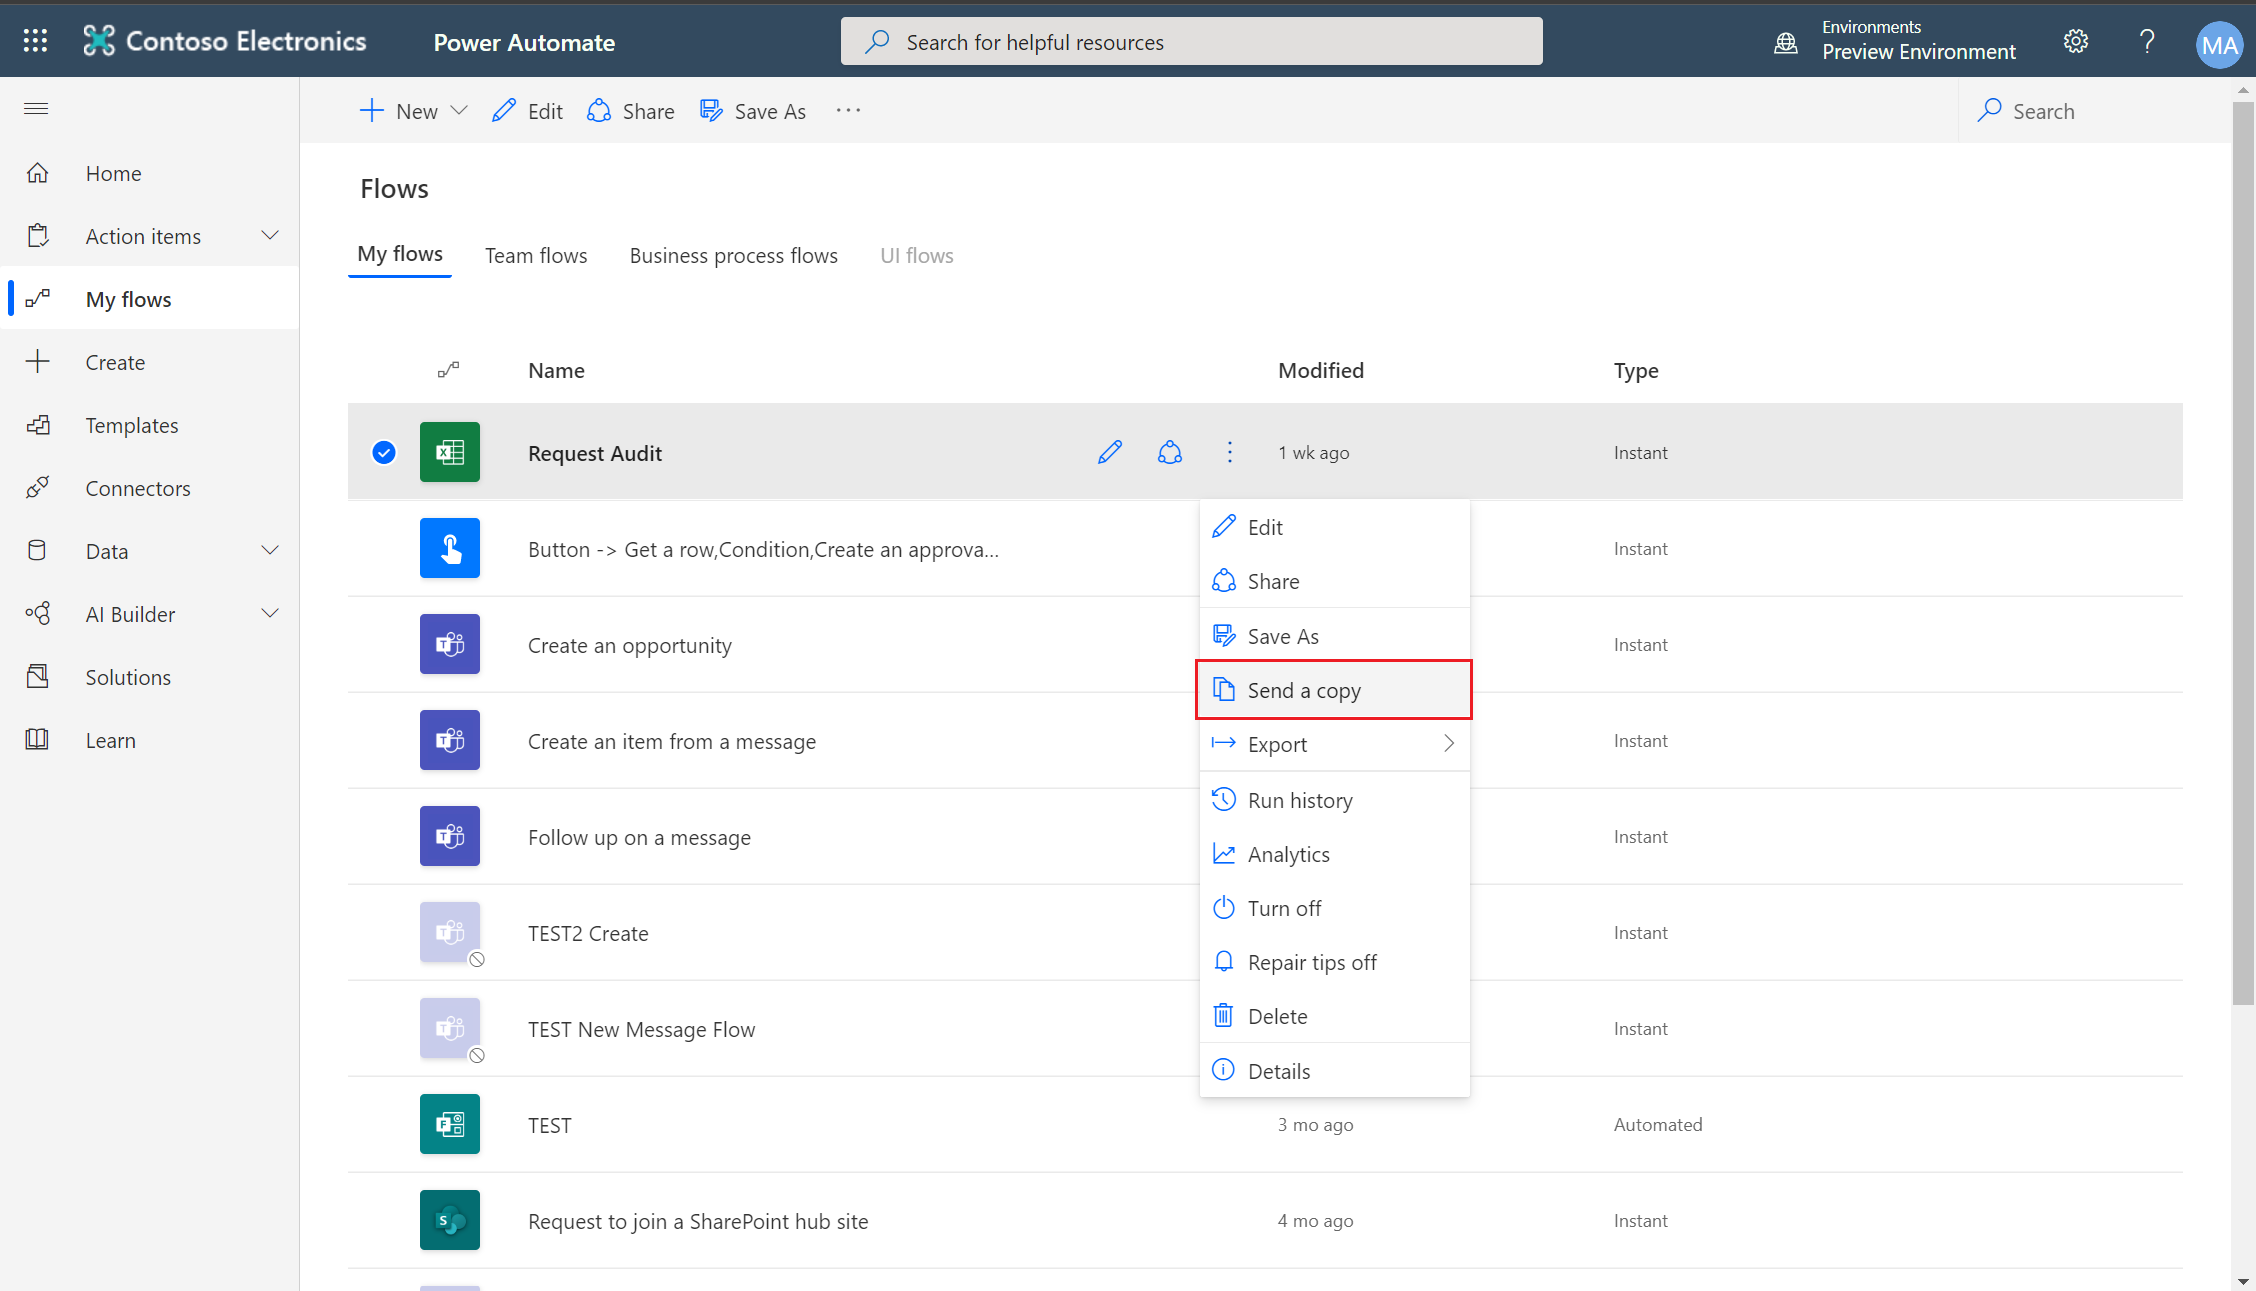 Contoso Electronics
Power Automate
Search for helpful resources
Environments
Preview Environment
?
MA
New
Edit
Share
Save As
···
Search
Home
Action items
My flows
Create
Templates
Connectors
Data
AI Builder
Solutions
Learn
Flows
My flows
Team flows
Business process flows
UI flows
Name
Modified
Type
Request Audit
1 wk ago
Instant
Button -> Get a row,Condition,Create an approva...
Instant
Create an opportunity
Instant
Create an item from a message
Instant
Follow up on a message
Instant
TEST2 Create
Instant
TEST New Message Flow
Instant
TEST
3 mo ago
Automated
Request to join a SharePoint hub site
4 mo ago
Instant
Edit
Share
Save As
Send a copy
Export
Run history
Analytics
Turn off
Repair tips off
Delete
Details